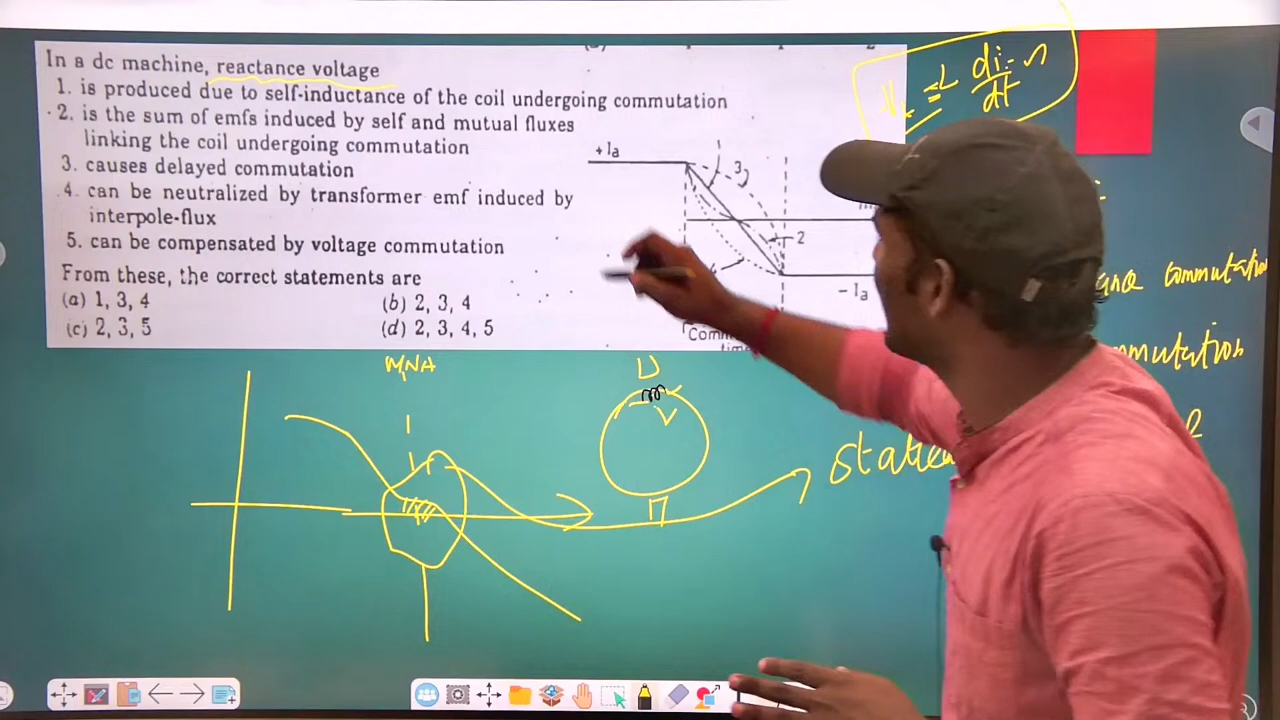 In a dc machine, reactance voltage
1. is produced due to self-inductance of the coil undergoing commutation
2. is the sum of emfs induced by self and mutual fluxes
linking the coil undergoing commutation
3. causes delayed commutation
4. can be neutralized by transformer emf induced by
interpole-flux
5. can be compensated by voltage commutation
From these, the correct statements are
(a) 1, 3, 4 (b) 2, 3, 4
(c) 2, 3, 5 (d) 2, 3, 4, 5
+Ia
3
2
-Ia
di
dt
commutation
MNA